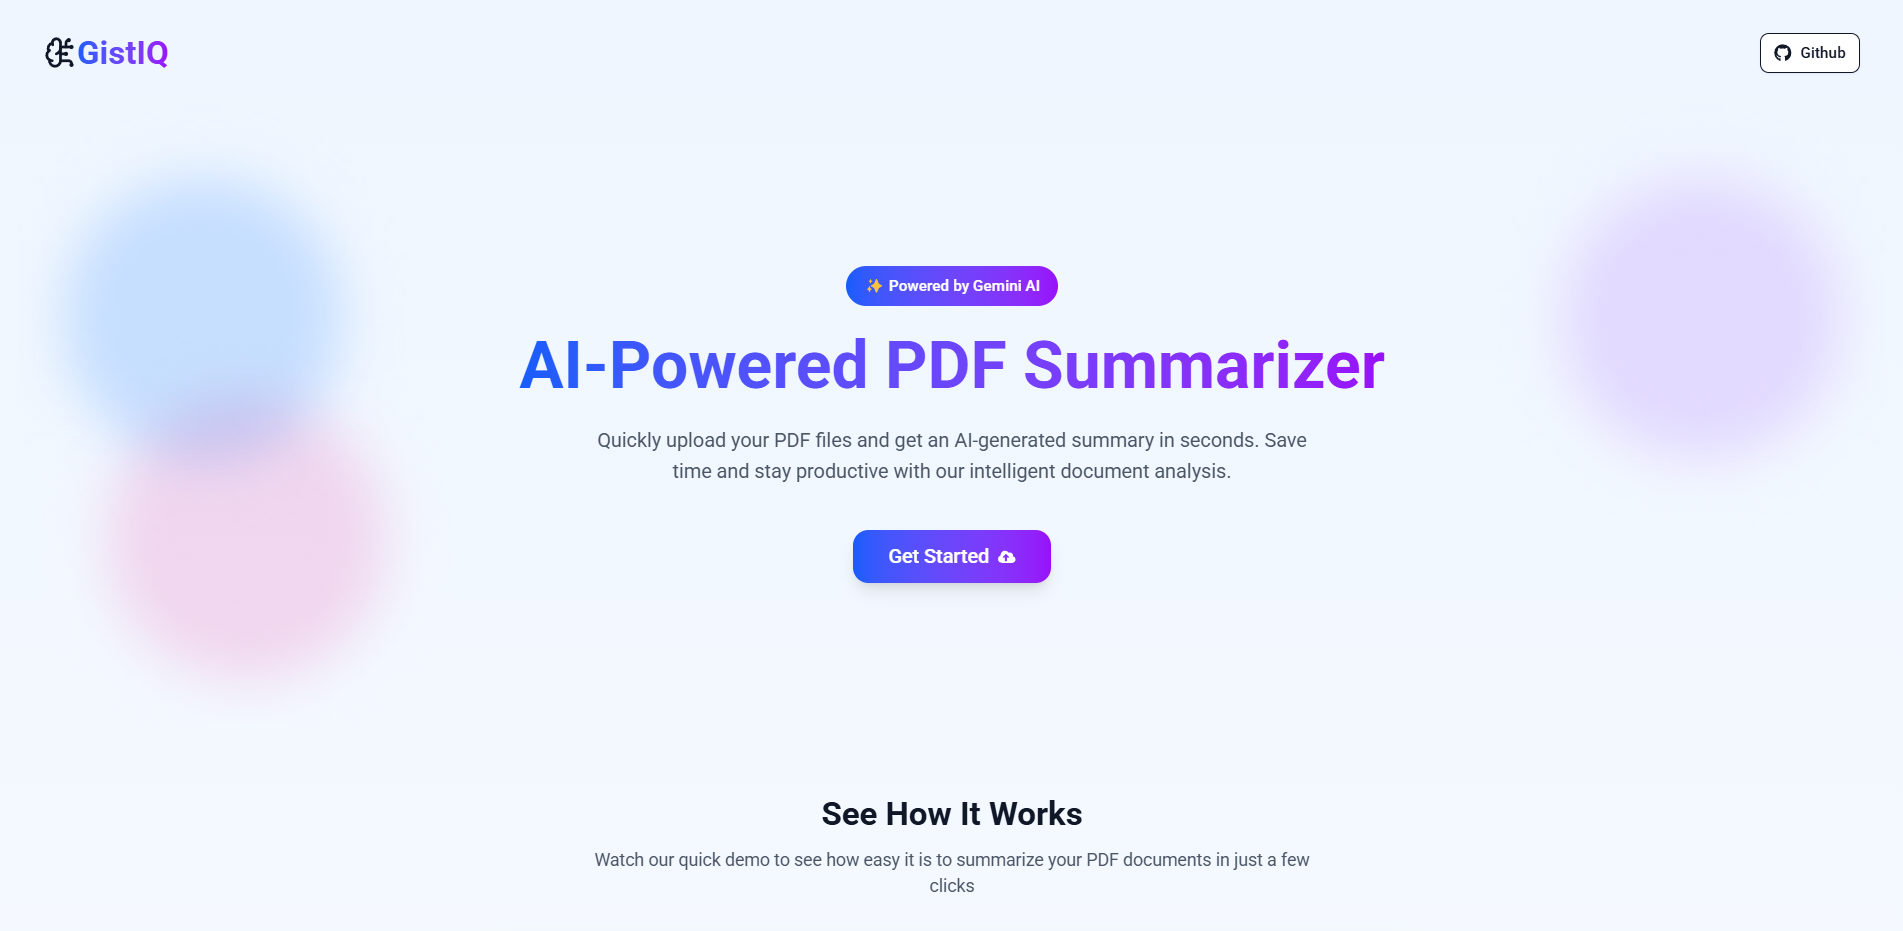 GistIQ
Github
✨ Powered by Gemini AI
AI-Powered PDF Summarizer
Quickly upload your PDF files and get an AI-generated summary in seconds. Save
time and stay productive with our intelligent document analysis.
Get Started
See How It Works
Watch our quick demo to see how easy it is to summarize your PDF documents in just a few
clicks